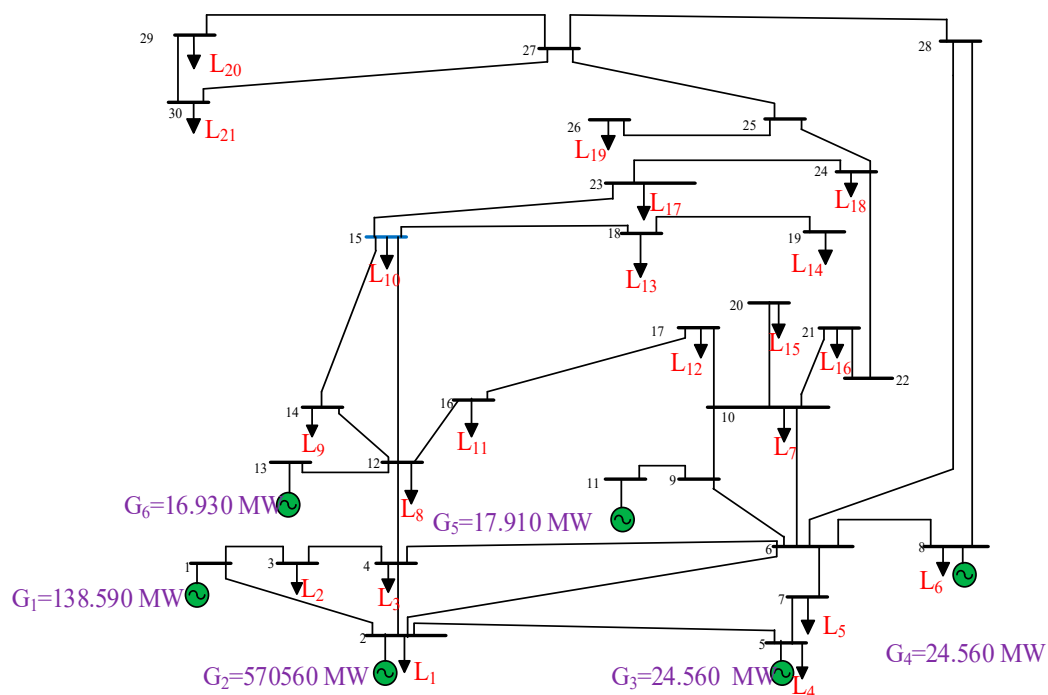 29
L₂₀
27
28
30
L₂₁
26
L₁₉
25
23
L₁₇
24
L₁₈
15
L₁₀
18
L₁₃
19
L₁₄
20
L₁₅
17
L₁₂
21
L₁₆
22
14
L₉
16
L₁₁
10
L₇
13
12
L₈
11
9
G₆=16.930 MW
G₅=17.910 MW
1
3
L₂
4
L₃
6
8
L₆
G₁=138.590 MW
7
L₅
2
L₁
5
L₄
G₄=24.560 MW
G₂=570560 MW
G₃=24.560 MW